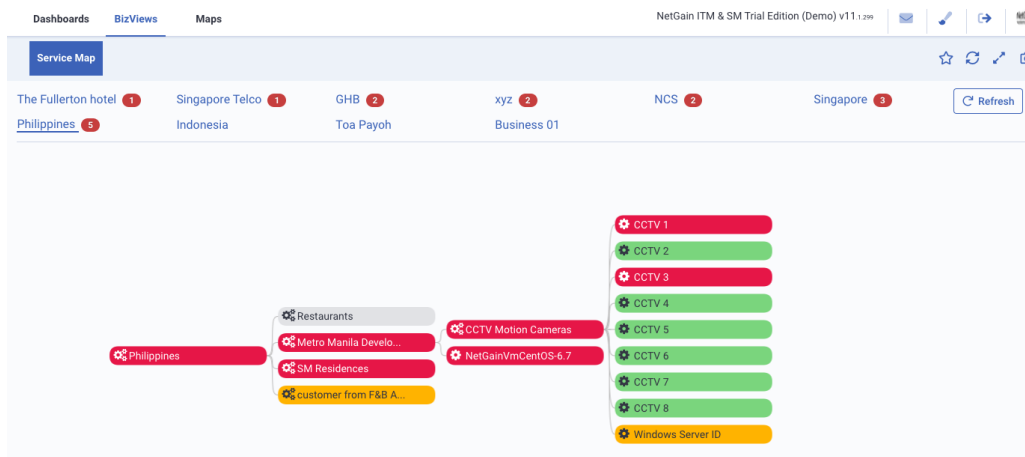 Dashboards BizViews Maps NetGain ITM & SM Trial Edition (Demo) v11.1.299
Service Map
The Fullerton hotel 1 Singapore Telco 1 GHB 2 xyz 2 NCS 2 Singapore 3 Refresh
Philippines 5 Indonesia Toa Payoh Business 01
CCTV 1
CCTV 2
CCTV 3
CCTV 4
Restaurants
CCTV Motion Cameras CCTV 5
Metro Manila Develo...
Philippines NetGainVmCentOS-6.7 CCTV 6
SM Residences
CCTV 7
customer from F&B A...
CCTV 8
Windows Server ID